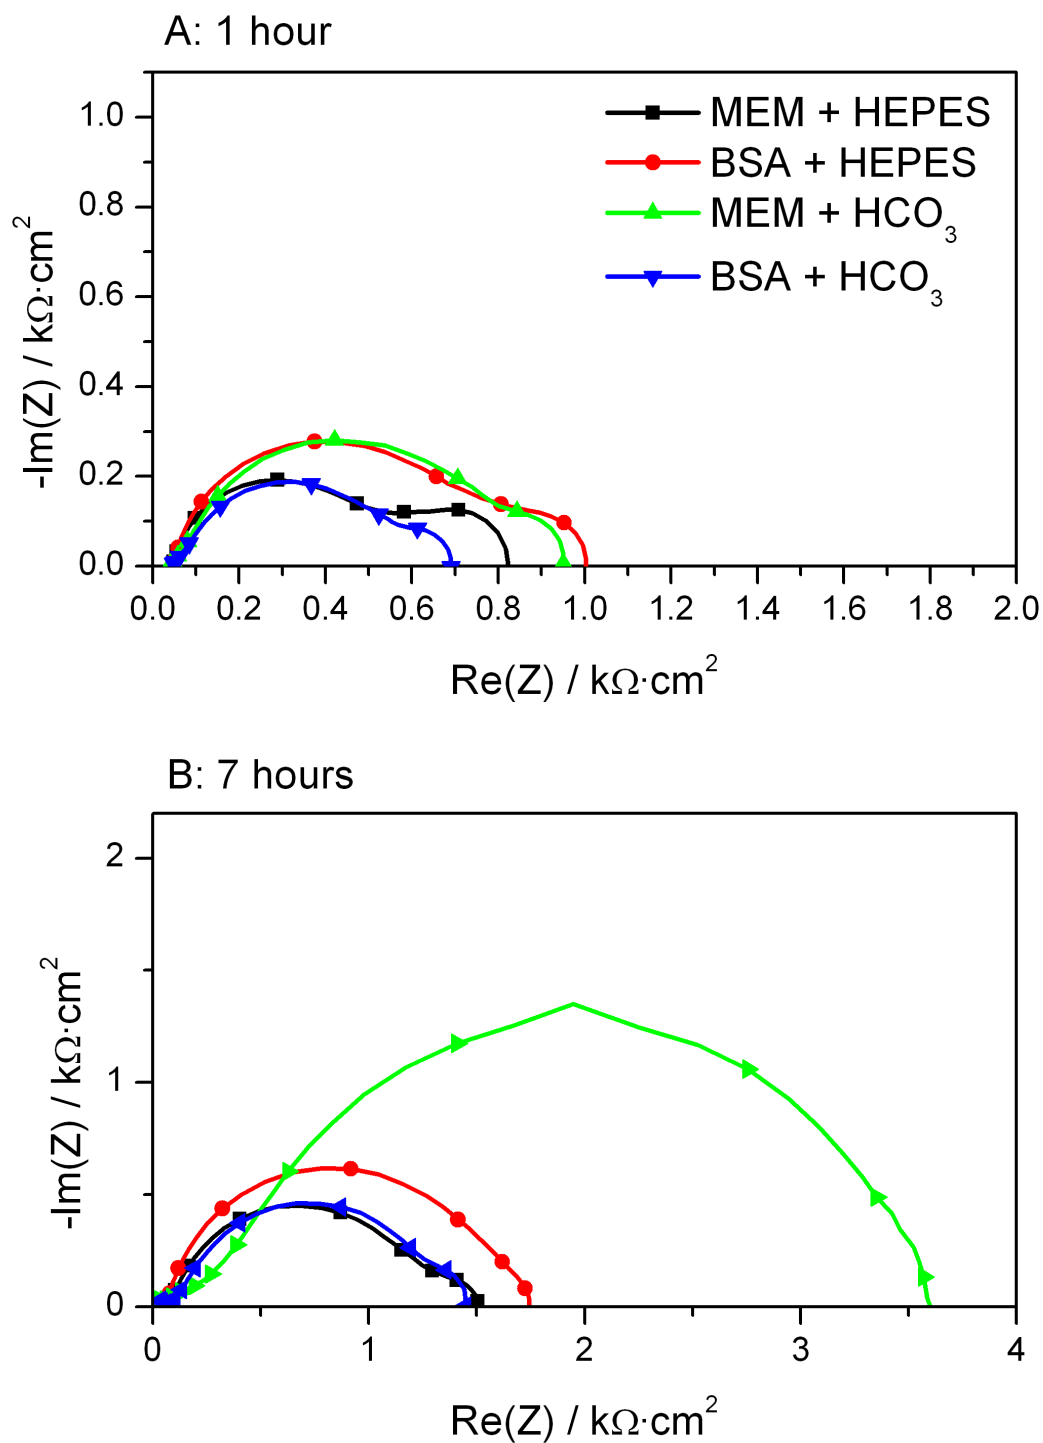 A: 1 hour
1.0
0.8
0.6
0.4
0.2
0.0
-Im(Z) / kΩ·cm²
MEM + HEPES
BSA + HEPES
MEM + HCO₃
BSA + HCO₃
0.0 0.2 0.4 0.6 0.8 1.0 1.2 1.4 1.6 1.8 2.0
Re(Z) / kΩ·cm²
B: 7 hours
2
1
0
-Im(Z) / kΩ·cm²
0 1 2 3 4
Re(Z) / kΩ·cm²